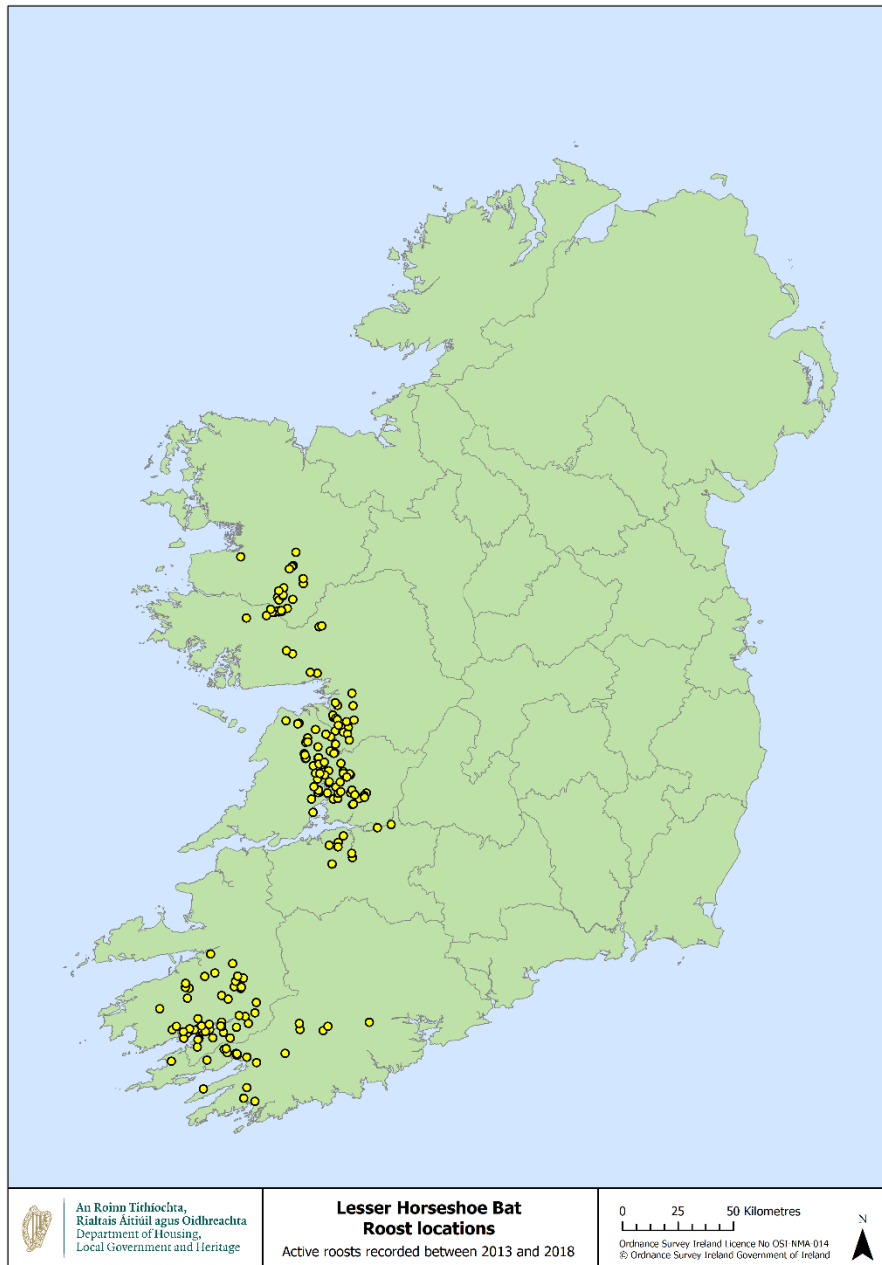 An Roinn Tithíochta,
Rialtais Áitiúil agus Oidhreachta
Department of Housing,
Local Government and Heritage
Lesser Horseshoe Bat
Roost locations
Active roosts recorded between 2013 and 2018
0 25 50 Kilometres
Ordnance Survey Ireland Licence No OSI-NMA-014
© Ordnance Survey Ireland Government of Ireland
N